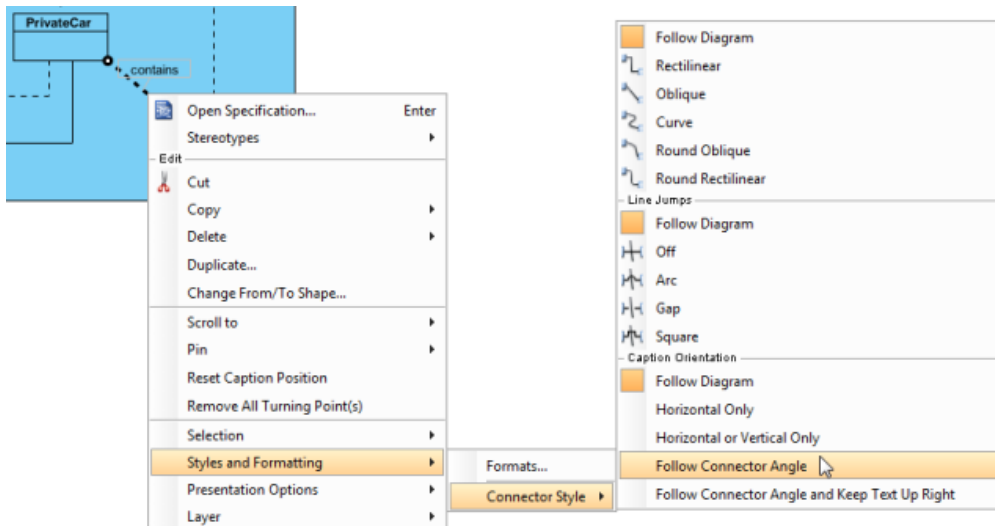 PrivateCar
contains
Open Specification... Enter
Stereotypes
Edit
Cut
Copy
Delete
Duplicate...
Change From/To Shape...
Scroll to
Pin
Reset Caption Position
Remove All Turning Point(s)
Selection
Styles and Formatting
Presentation Options
Layer
Formats...
Connector Style
Follow Diagram
Rectilinear
Oblique
Curve
Round Oblique
Round Rectilinear
Line Jumps
Follow Diagram
Off
Arc
Gap
Square
Caption Orientation
Follow Diagram
Horizontal Only
Horizontal or Vertical Only
Follow Connector Angle
Follow Connector Angle and Keep Text Up Right